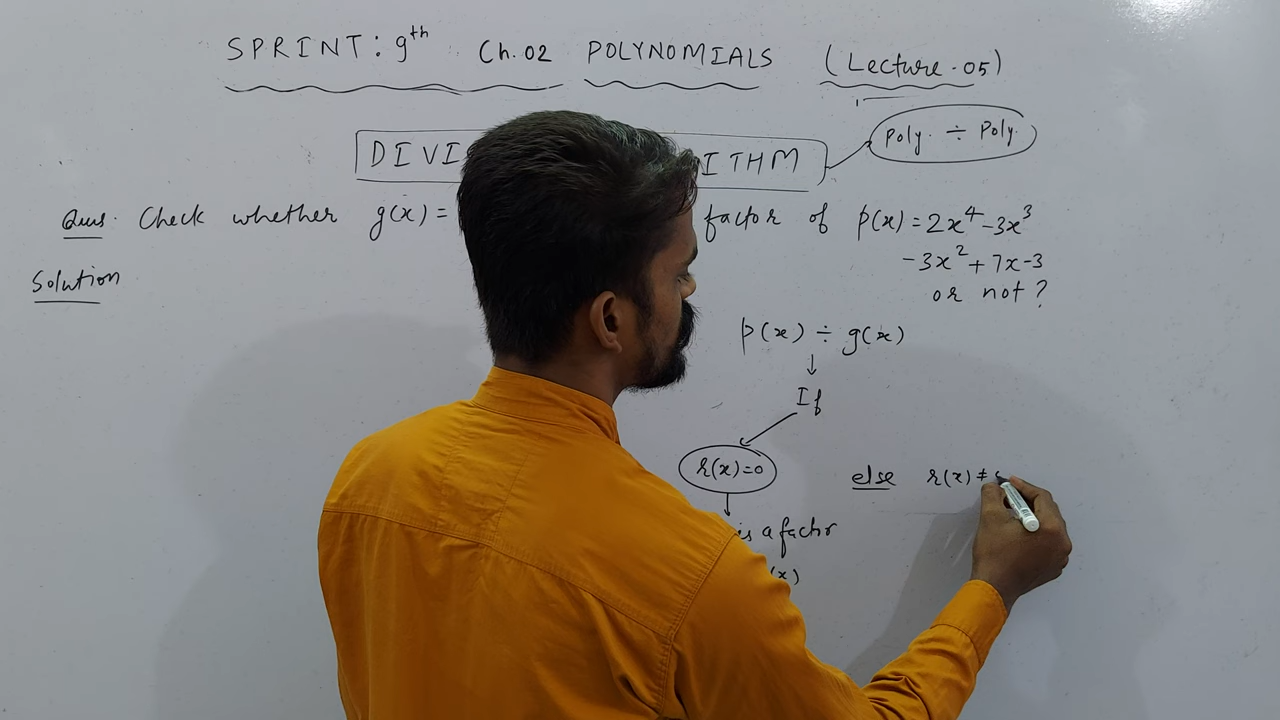 SPRINT: 9th Ch. 02 POLYNOMIALS (Lecture-05)
DIVI ITHM
Poly. ÷ Poly.
Ques. Check whether g(x) = factor of p(x) = 2x⁴ - 3x³
- 3x² + 7x - 3
or not ?
Solution
p(x) ÷ g(x)
↓
If
r(x)=0
else r(x) ≠
is a factor
(x)